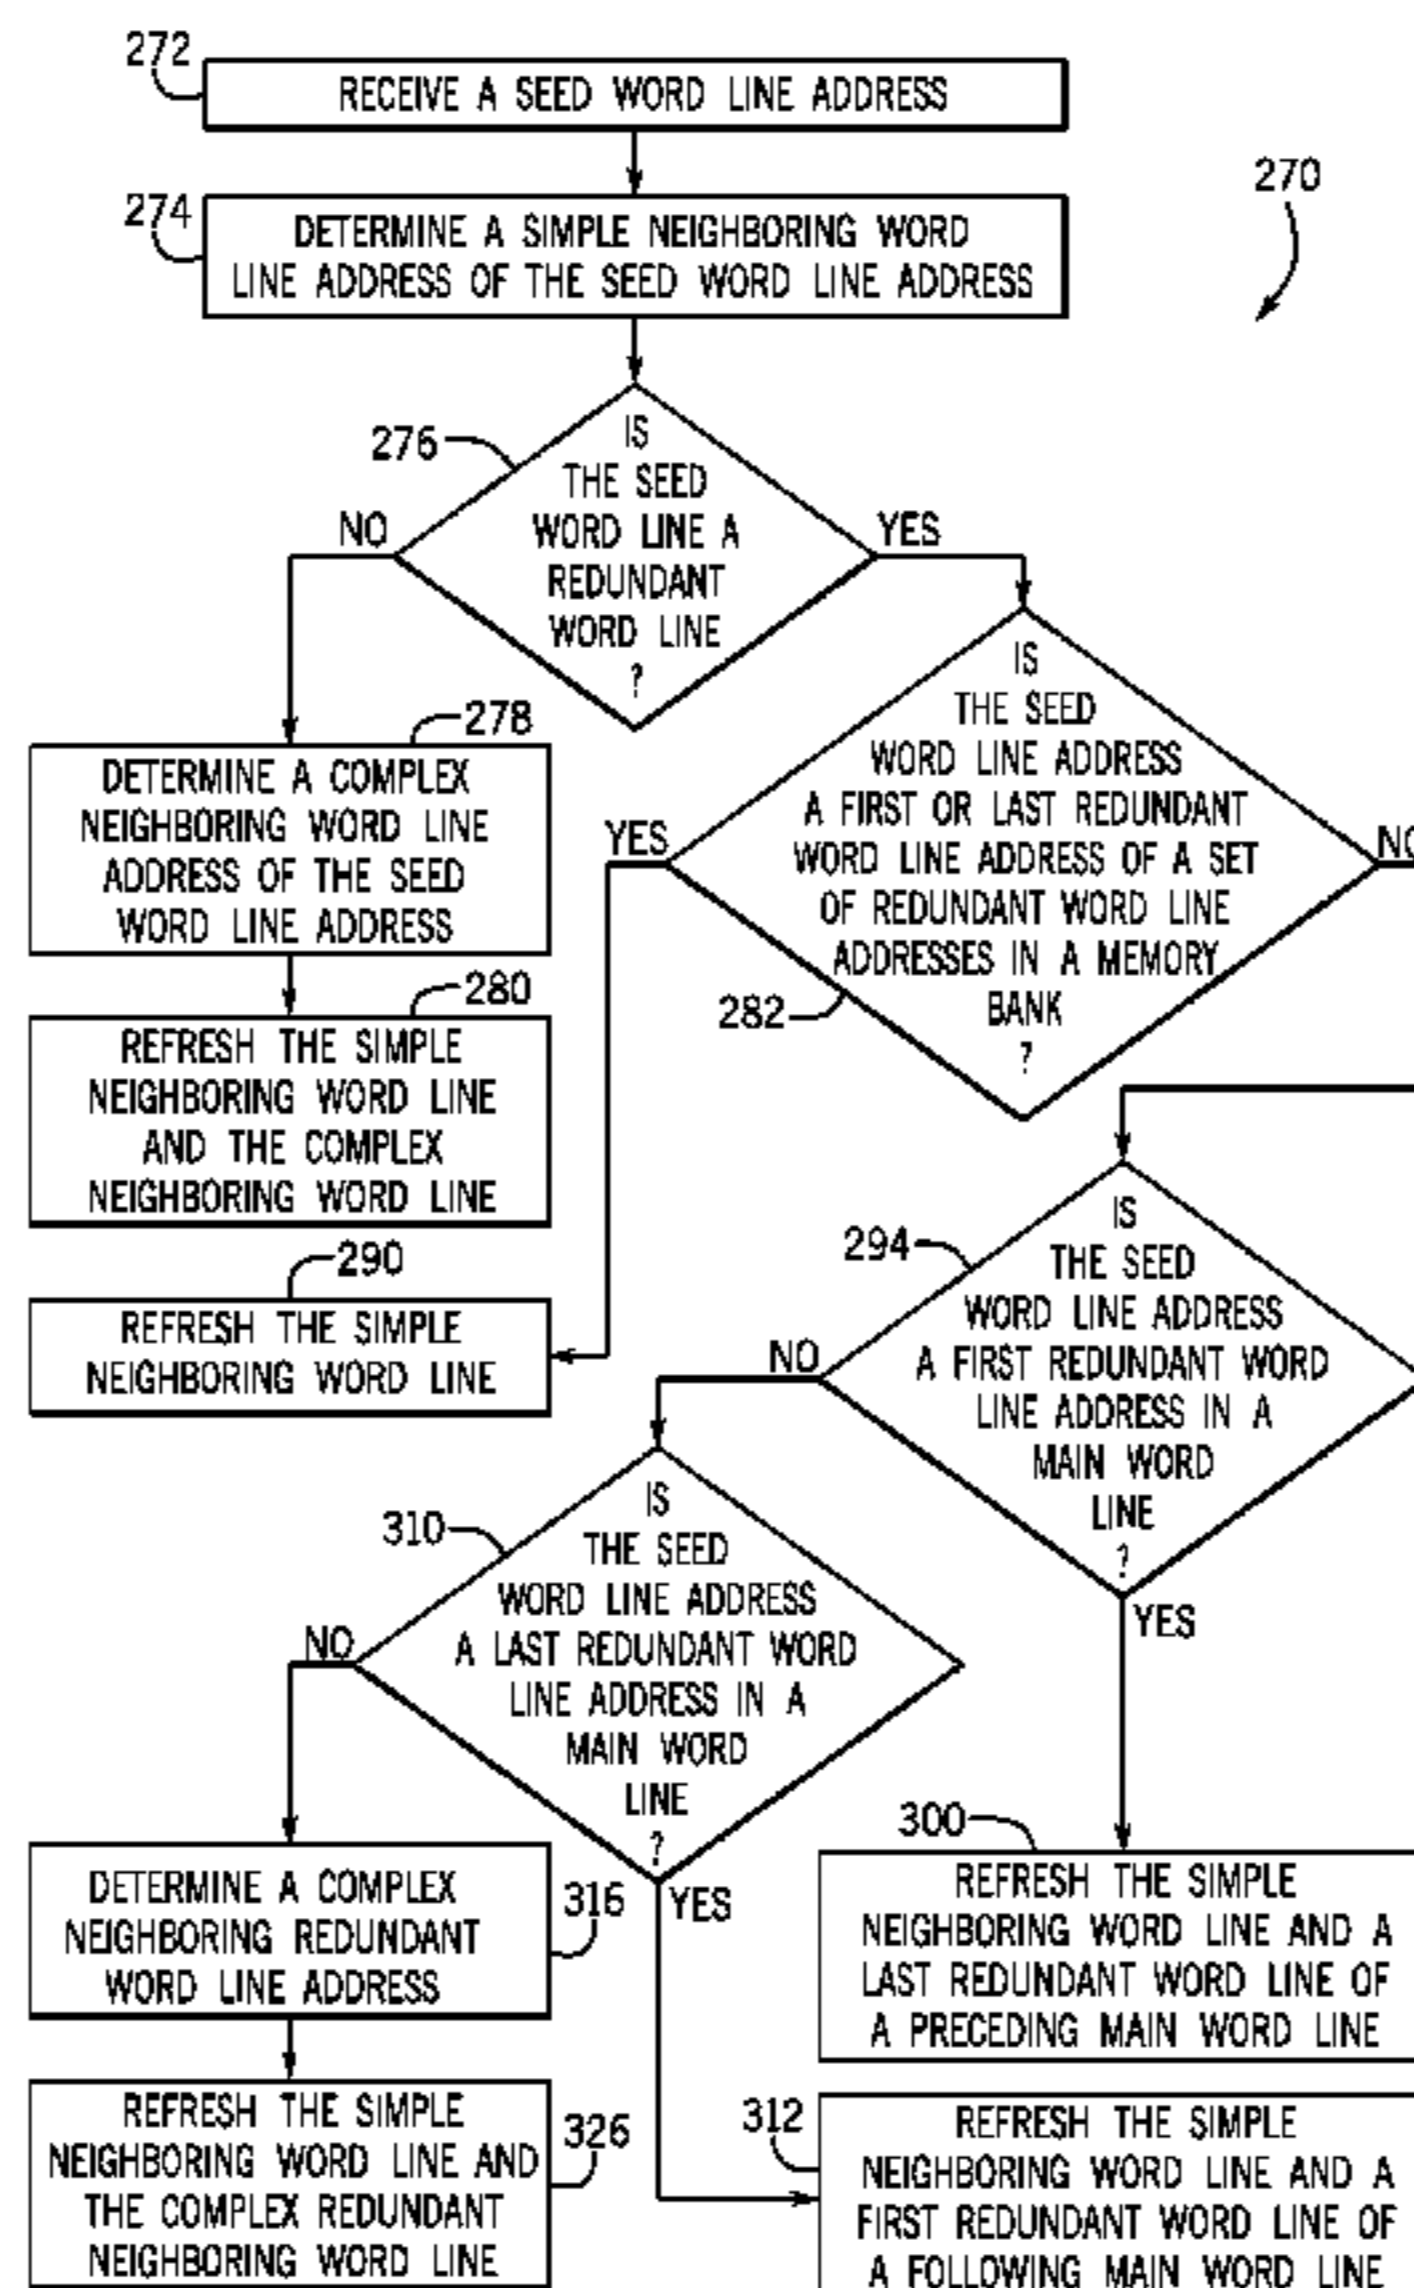 272
RECEIVE A SEED WORD LINE ADDRESS
270
274
DETERMINE A SIMPLE NEIGHBORING WORD
LINE ADDRESS OF THE SEED WORD LINE ADDRESS
276
IS
THE SEED
WORD LINE A
REDUNDANT
WORD LINE
?
NO
YES
278
DETERMINE A COMPLEX
NEIGHBORING WORD LINE
ADDRESS OF THE SEED
WORD LINE ADDRESS
IS
THE SEED
WORD LINE ADDRESS
A FIRST OR LAST REDUNDANT
WORD LINE ADDRESS OF A SET
OF REDUNDANT WORD LINE
ADDRESSES IN A MEMORY
BANK
?
YES
NO
282
280
REFRESH THE SIMPLE
NEIGHBORING WORD LINE
AND THE COMPLEX
NEIGHBORING WORD LINE
290
REFRESH THE SIMPLE
NEIGHBORING WORD LINE
294
IS
THE SEED
WORD LINE ADDRESS
A FIRST REDUNDANT WORD
LINE ADDRESS IN A
MAIN WORD
LINE
?
NO
YES
310
IS
THE SEED
WORD LINE ADDRESS
A LAST REDUNDANT WORD
LINE ADDRESS IN A
MAIN WORD
LINE
?
NO
YES
300
REFRESH THE SIMPLE
NEIGHBORING WORD LINE AND A
LAST REDUNDANT WORD LINE OF
A PRECEDING MAIN WORD LINE
316
DETERMINE A COMPLEX
NEIGHBORING REDUNDANT
WORD LINE ADDRESS
326
REFRESH THE SIMPLE
NEIGHBORING WORD LINE AND
THE COMPLEX REDUNDANT
NEIGHBORING WORD LINE
312
REFRESH THE SIMPLE
NEIGHBORING WORD LINE AND A
FIRST REDUNDANT WORD LINE OF
A FOLLOWING MAIN WORD LINE